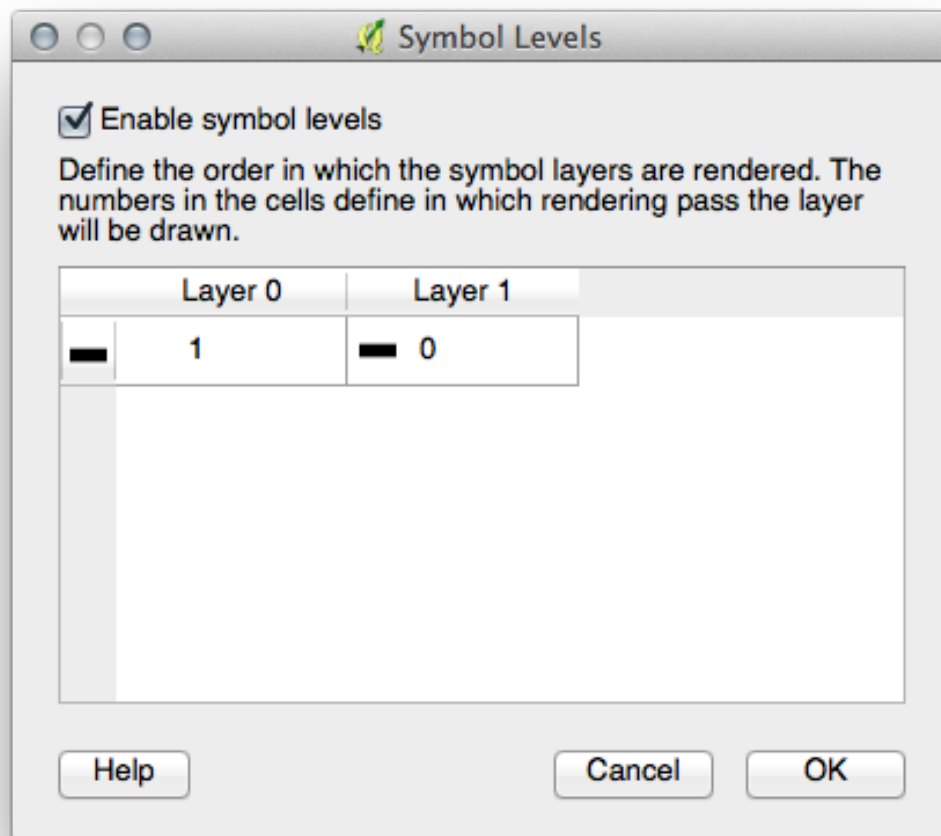 Symbol Levels
Enable symbol levels
Define the order in which the symbol layers are rendered. The
numbers in the cells define in which rendering pass the layer
will be drawn.
Layer 0 Layer 1
1 0
Help Cancel OK